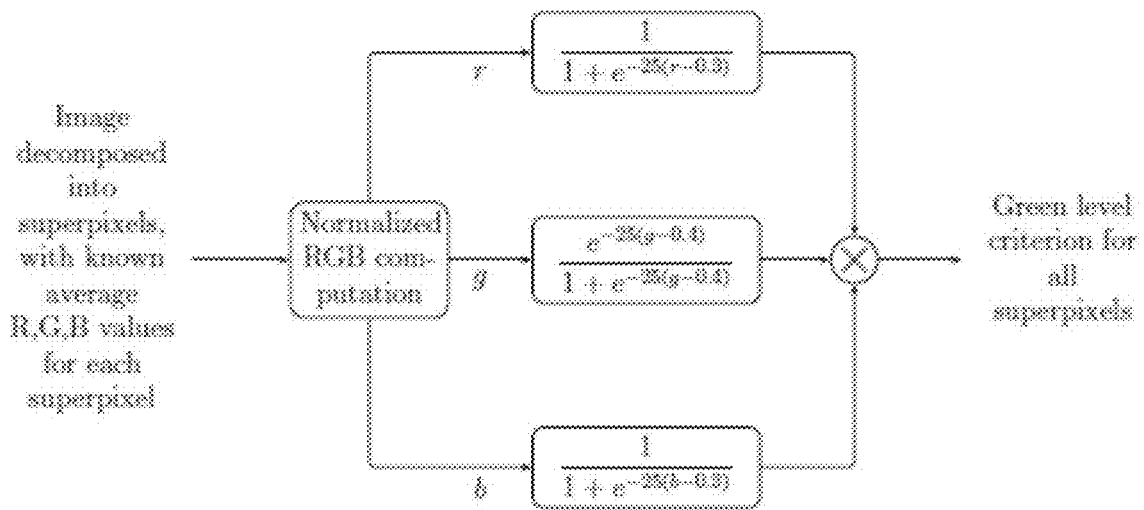 Image
decomposed
into
superpixels,
with known
average
R,G,B values
for each
superpixel
Normalized
RGB com-
putation
r
1
1 + e^{-25(r-0.3)}
g
e^{-25(g-0.4)}
1 + e^{-25(g-0.4)}
b
1
1 + e^{-25(b-0.3)}
Green level
criterion for
all
superpixels